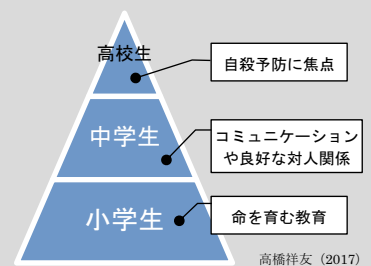 高校生
自殺予防に焦点
中学生
コミュニケーション
や良好な対人関係
小学生
命を育む教育
高橋祥友（2017）